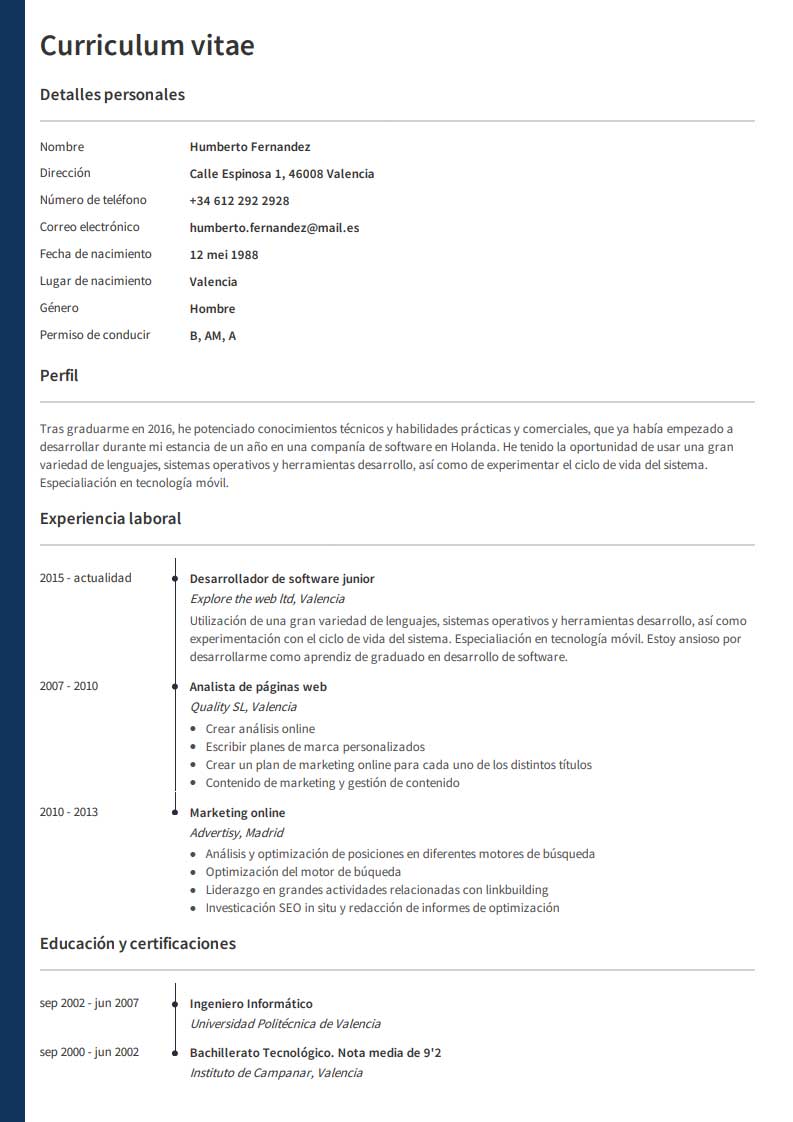 Curriculum vitae
Detalles personales
Nombre Humberto Fernandez
Dirección Calle Espinosa 1, 46008 Valencia
Número de teléfono +34 612 292 2928
Correo electrónico humberto.fernandez@mail.es
Fecha de nacimiento 12 mei 1988
Lugar de nacimiento Valencia
Género Hombre
Permiso de conducir B, AM, A
Perfil
Tras graduarme en 2016, he potenciado conocimientos técnicos y habilidades prácticas y comerciales, que ya había empezado a
desarrollar durante mi estancia de un año en una companía de software en Holanda. He tenido la oportunidad de usar una gran
variedad de lenguajes, sistemas operativos y herramientas desarrollo, así como de experimentar el ciclo de vida del sistema.
Especialiación en tecnología móvil.
Experiencia laboral
2015 - actualidad Desarrollador de software junior
Explore the web ltd, Valencia
Utilización de una gran variedad de lenguajes, sistemas operativos y herramientas desarrollo, así como
experimentación con el ciclo de vida del sistema. Especialiación en tecnología móvil. Estoy ansioso por
desarrollarme como aprendiz de graduado en desarrollo de software.
2007 - 2010 Analista de páginas web
Quality SL, Valencia
• Crear análisis online
• Escribir planes de marca personalizados
• Crear un plan de marketing online para cada uno de los distintos títulos
• Contenido de marketing y gestión de contenido
2010 - 2013 Marketing online
Advertisy, Madrid
• Análisis y optimización de posiciones en diferentes motores de búsqueda
• Optimización del motor de búqueda
• Liderazgo en grandes actividades relacionadas con linkbuilding
• Investicación SEO in situ y redacción de informes de optimización
Educación y certificaciones
sep 2002 - jun 2007 Ingeniero Informático
Universidad Politécnica de Valencia
sep 2000 - jun 2002 Bachillerato Tecnológico. Nota media de 9'2
Instituto de Campanar, Valencia